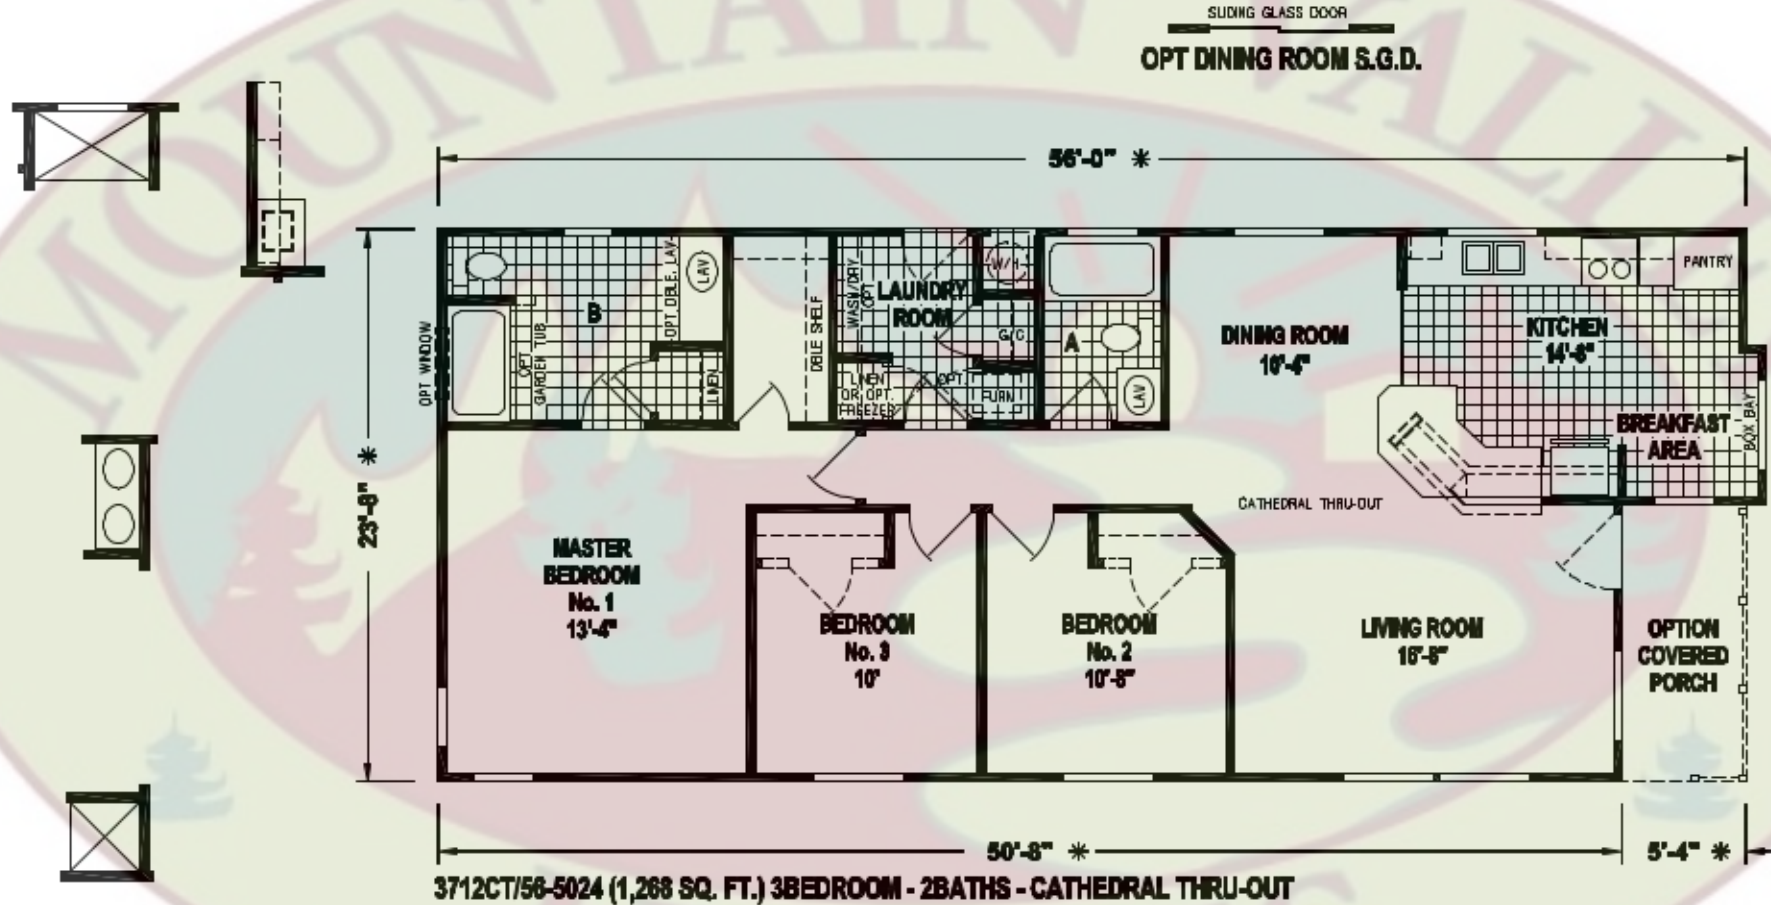 MOUNTAIN VALLE
SLIDING GLASS DOOR
OPT DINING ROOM S.G.D.
56'-0" *
23'-8" *
OPT WINDOW
OPT
GARDEN TUB
B
OPT DBLE. LAV
LAV
LINEN
DBLE SHELF
WASH/DRY
OPT
LAUNDRY
ROOM
W/H
G/C
LINEN
OR OPT.
FREEZER
OPT.
FURN
A
LAV
DINING ROOM
10'-4"
KITCHEN
14'-8"
PANTRY
BREAKFAST
AREA
BOX BAY
CATHEDRAL THRU-OUT
MASTER
BEDROOM
No. 1
13'-4"
BEDROOM
No. 3
10'
BEDROOM
No. 2
10'-8"
LIVING ROOM
16'-8"
OPTION
COVERED
PORCH
50'-8" *
5'-4" *
3712CT/56-5024 (1,268 SQ. FT.) 3BEDROOM - 2BATHS - CATHEDRAL THRU-OUT